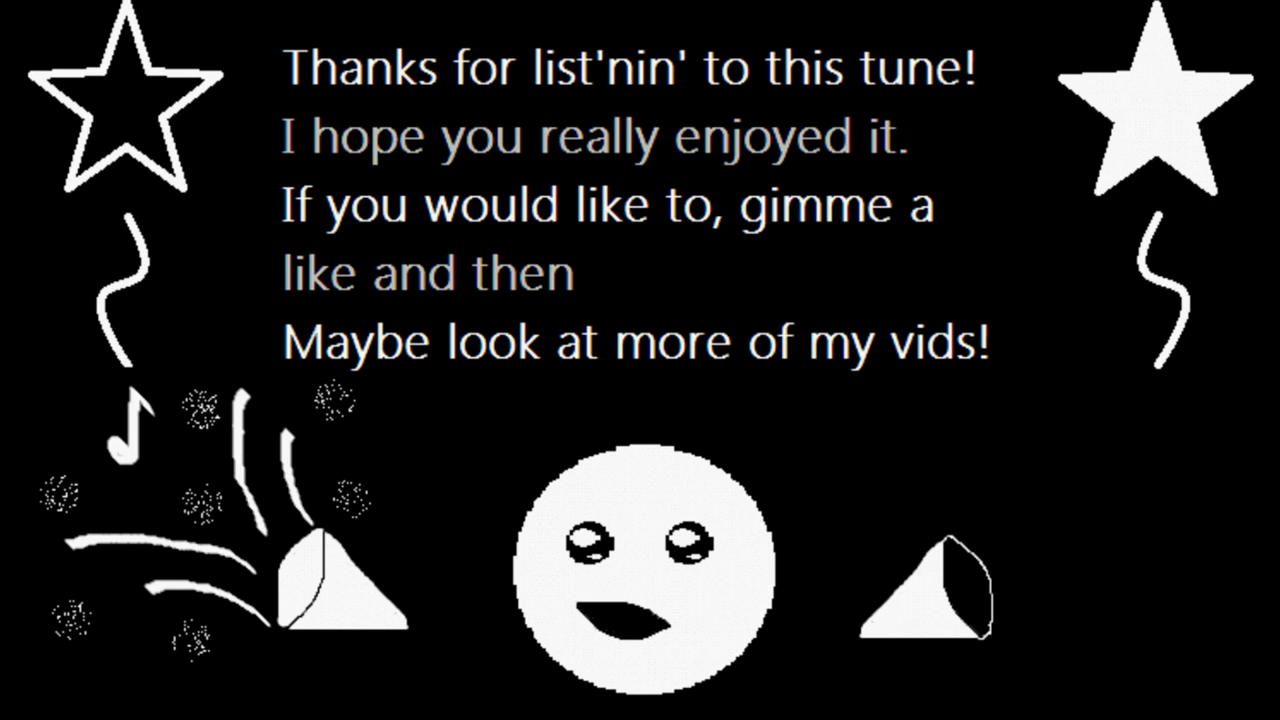 Thanks for list'nin' to this tune!
I hope you really enjoyed it.
If you would like to, gimme a
like and then
Maybe look at more of my vids!